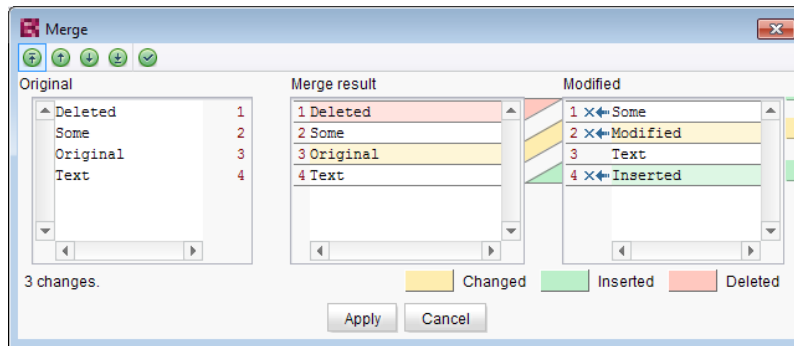 Merge
Original
Merge result
Modified
Deleted 1
Some 2
Original 3
Text 4
1 Deleted
2 Some
3 Original
4 Text
1 Some
2 Modified
3 Text
4 Inserted
3 changes.
Changed
Inserted
Deleted
Apply
Cancel